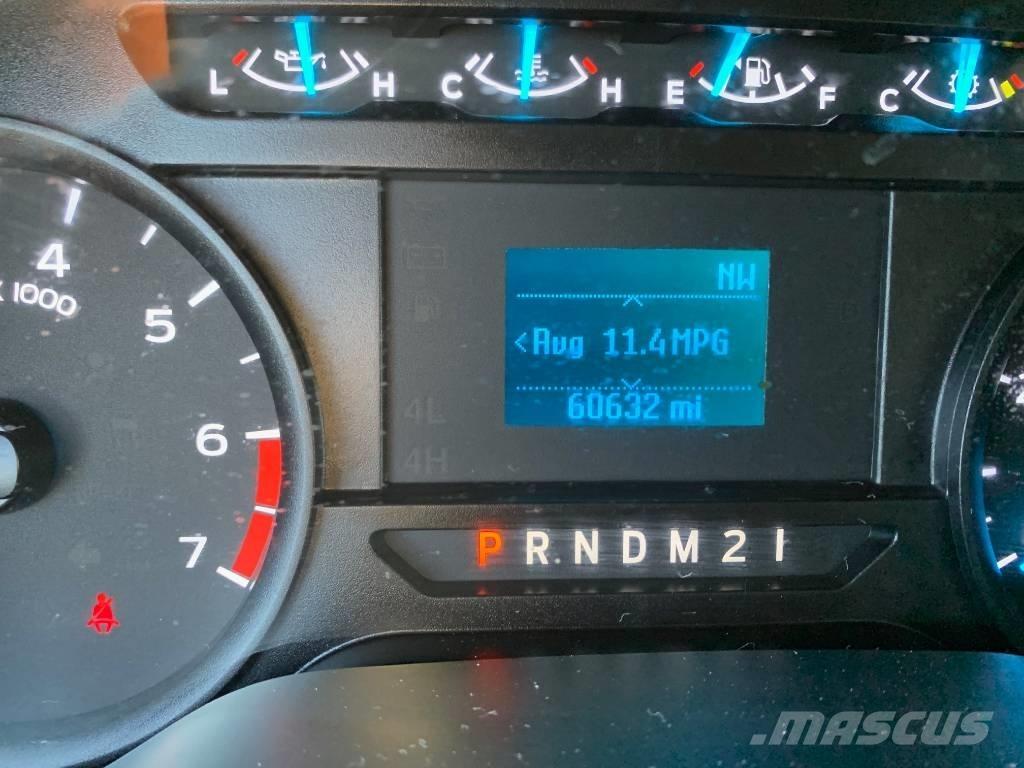 L H C H E F C
4
x 1000
5
6
7
NW
<Avg 11.4 MPG
60632 mi
4L
4H
P R N D M 2 1
MASCUS